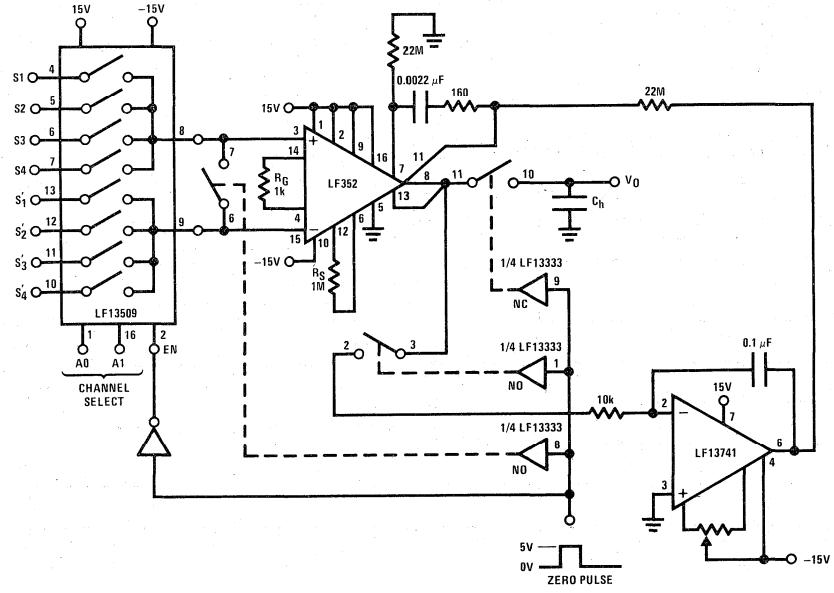 15V
-15V
S1
4
S2
5
S3
6
S4
7
S'1
13
S'2
12
S'3
11
S'4
10
8
9
LF13509
1
16
2
A0
A1
EN
CHANNEL
SELECT
7
6
15V
3
+
1
2
9
16
14
RG
1k
LF352
4
-
15
10
12
6
5
7
11
8
13
-15V
RS
1M
22M
0.0022 μF
160
22M
11
10
VO
Ch
1/4 LF13333
9
NC
2
3
1/4 LF13333
1
NO
1/4 LF13333
8
NO
10k
0.1 μF
15V
2
-
7
6
LF13741
4
3
+
-15V
5V
0V
ZERO PULSE